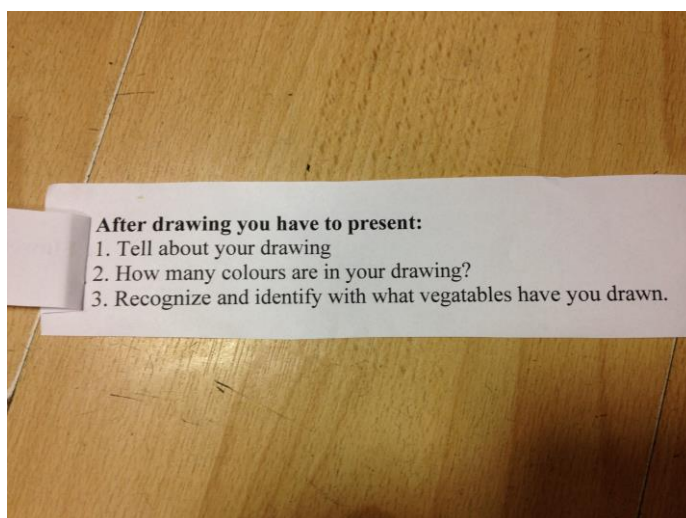 After drawing you have to present:
1. Tell about your drawing
2. How many colours are in your drawing?
3. Recognize and identify with what vegatables have you drawn.